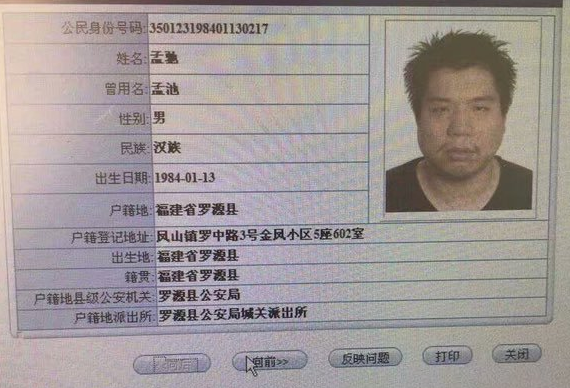 公民身份号码: 350123198401130217
姓名: 孟驰
曾用名: 孟池
性别: 男
民族: 汉族
出生日期: 1984-01-13
户籍地: 福建省罗源县
户籍登记地址: 凤山镇罗中路3号金凤小区5座602室
出生地: 福建省罗源县
籍贯: 福建省罗源县
户籍地县级公安机关: 罗源县公安局
户籍地派出所: 罗源县公安局城关派出所
向前>> 反映问题 打印 关闭